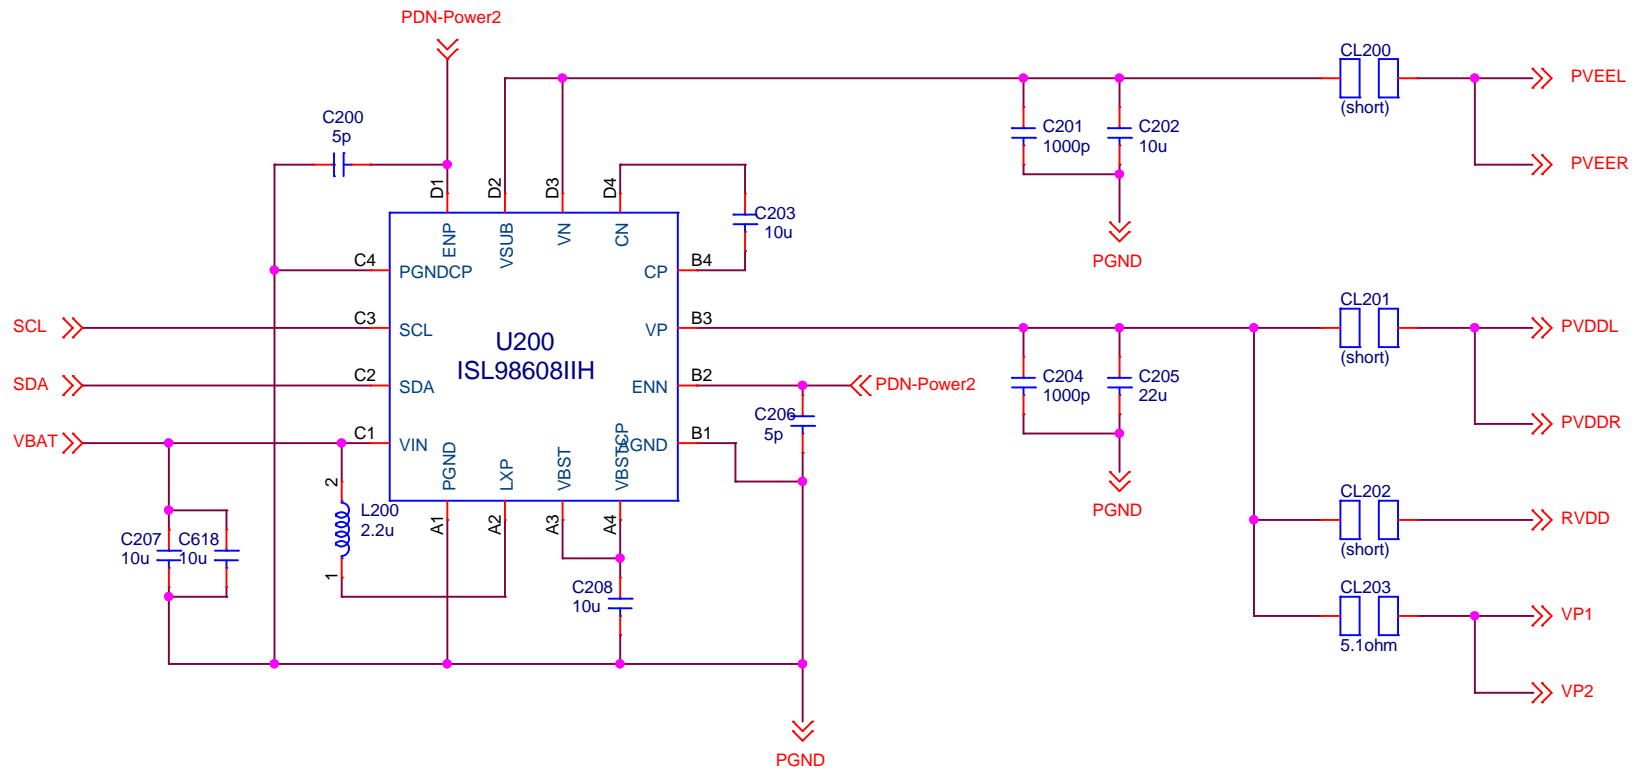 PDN-Power2
CL200
(short)
PVEEL
PVEER
C200
5p
C201
1000p
C202
10u
PGND
D1
D2
D3
D4
ENP
VSUB
VN
CN
C203
10u
C4
PGNDCP
CP
B4
SCL
C3
SCL
VP
B3
U200
ISL98608IIH
CL201
(short)
PVDDL
PVDDR
SDA
C2
SDA
ENN
B2
PDN-Power2
C204
1000p
C205
22u
C206
5p
VBAT
C1
VIN
AGND
B1
PGND
LXP
VBST
VBSTCP
A1
A2
A3
A4
PGND
2
L200
2.2u
1
C207
10u
C618
10u
C208
10u
CL202
(short)
RVDD
CL203
5.1ohm
VP1
VP2
PGND